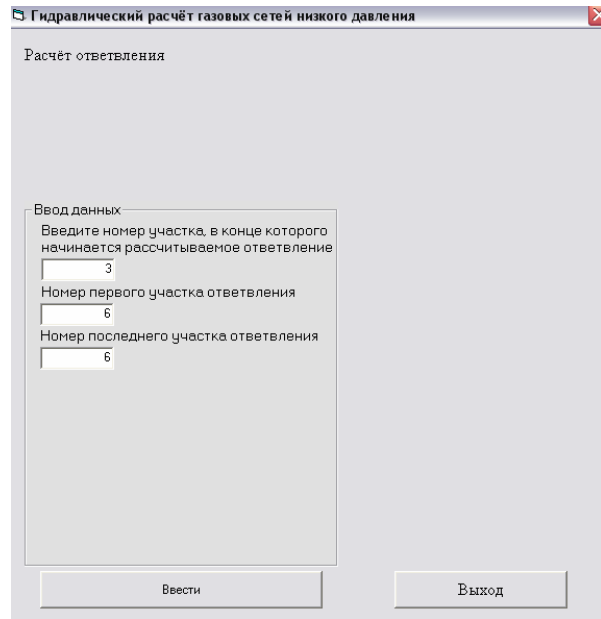 Гидравлический расчёт газовых сетей низкого давления
Расчёт ответвления
Ввод данных
Введите номер участка, в конце которого
начинается рассчитываемое ответвление
3
Номер первого участка ответвления
6
Номер последнего участка ответвления
6
Ввести
Выход